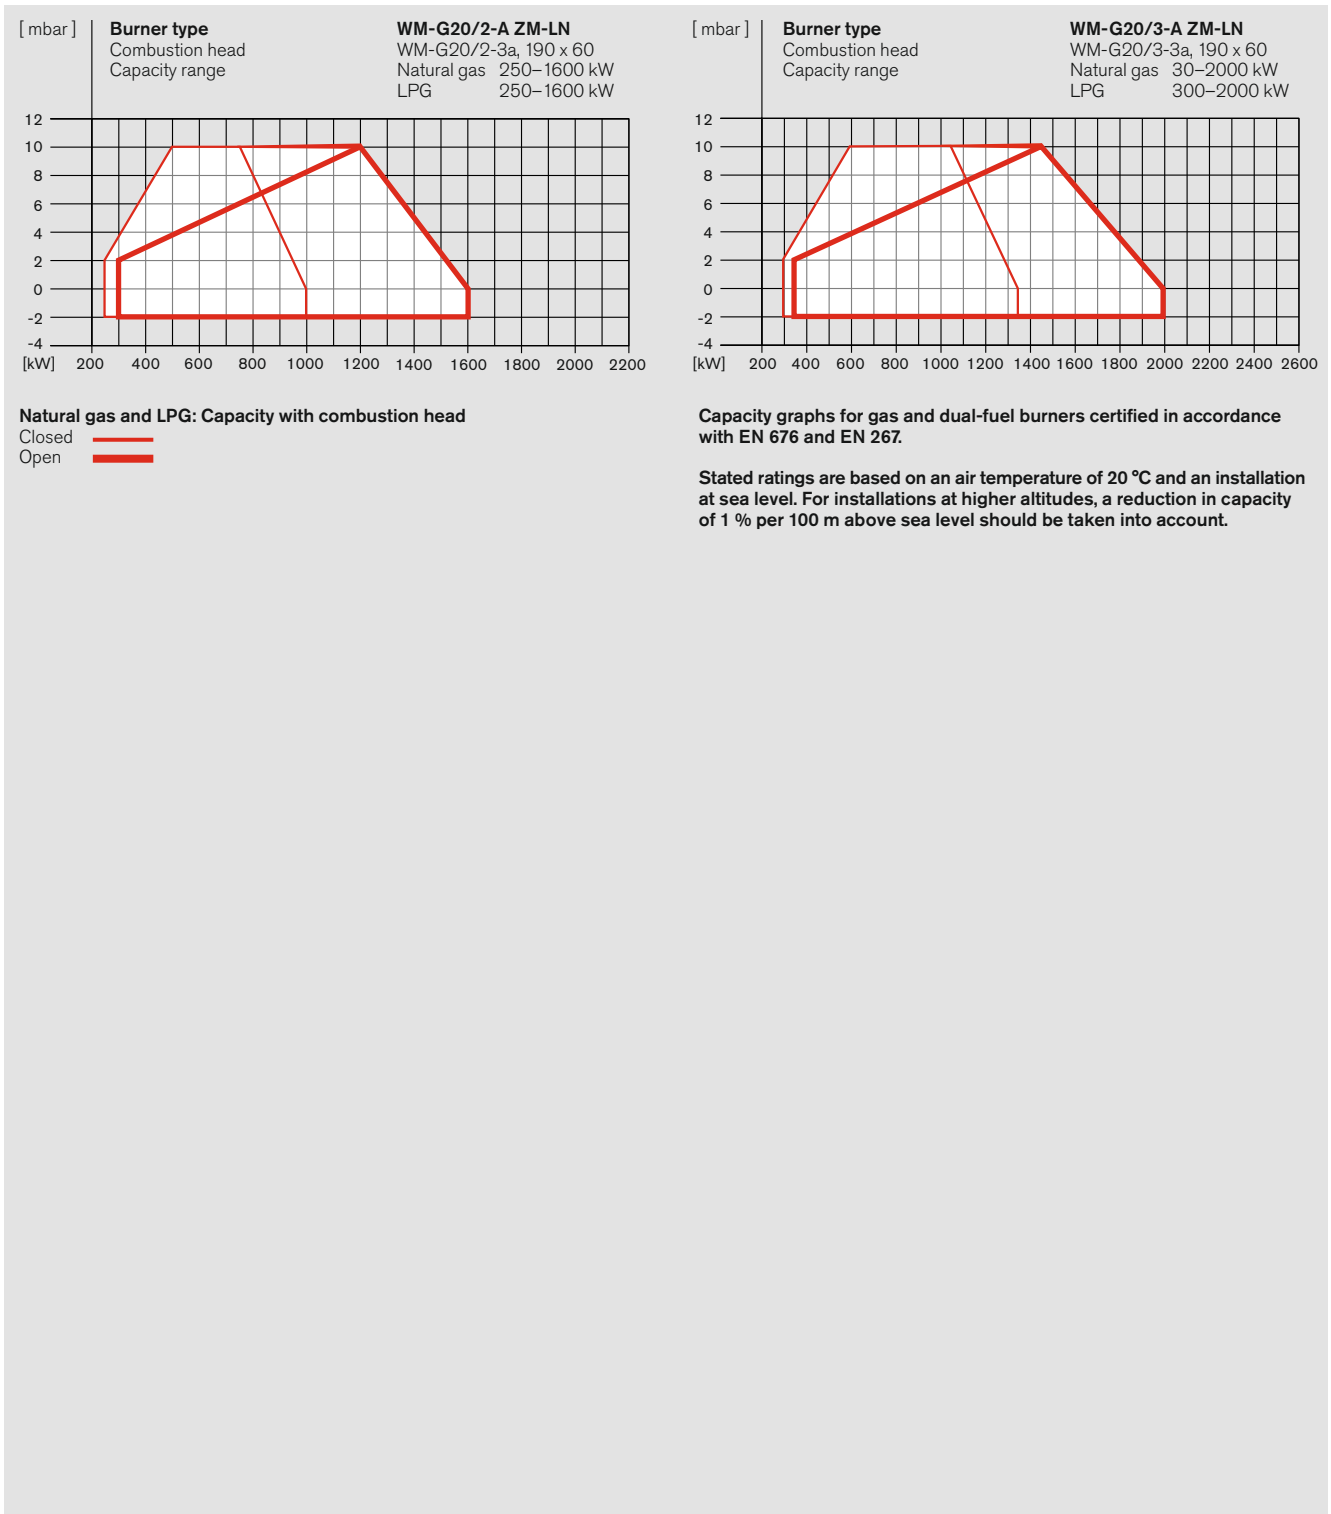 [ mbar ] Burner type WM-G20/2-A ZM-LN
Combustion head WM-G20/2-3a, 190 x 60
Capacity range Natural gas 250–1600 kW
LPG 250–1600 kW
12
10
8
6
4
2
0
-2
-4
[kW] 200 400 600 800 1000 1200 1400 1600 1800 2000 2200
Natural gas and LPG: Capacity with combustion head
Closed
Open
[ mbar ] Burner type WM-G20/3-A ZM-LN
Combustion head WM-G20/3-3a, 190 x 60
Capacity range Natural gas 30–2000 kW
LPG 300–2000 kW
12
10
8
6
4
2
0
-2
-4
[kW] 200 400 600 800 1000 1200 1400 1600 1800 2000 2200 2400 2600
Capacity graphs for gas and dual-fuel burners certified in accordance
with EN 676 and EN 267.
Stated ratings are based on an air temperature of 20 °C and an installation
at sea level. For installations at higher altitudes, a reduction in capacity
of 1 % per 100 m above sea level should be taken into account.